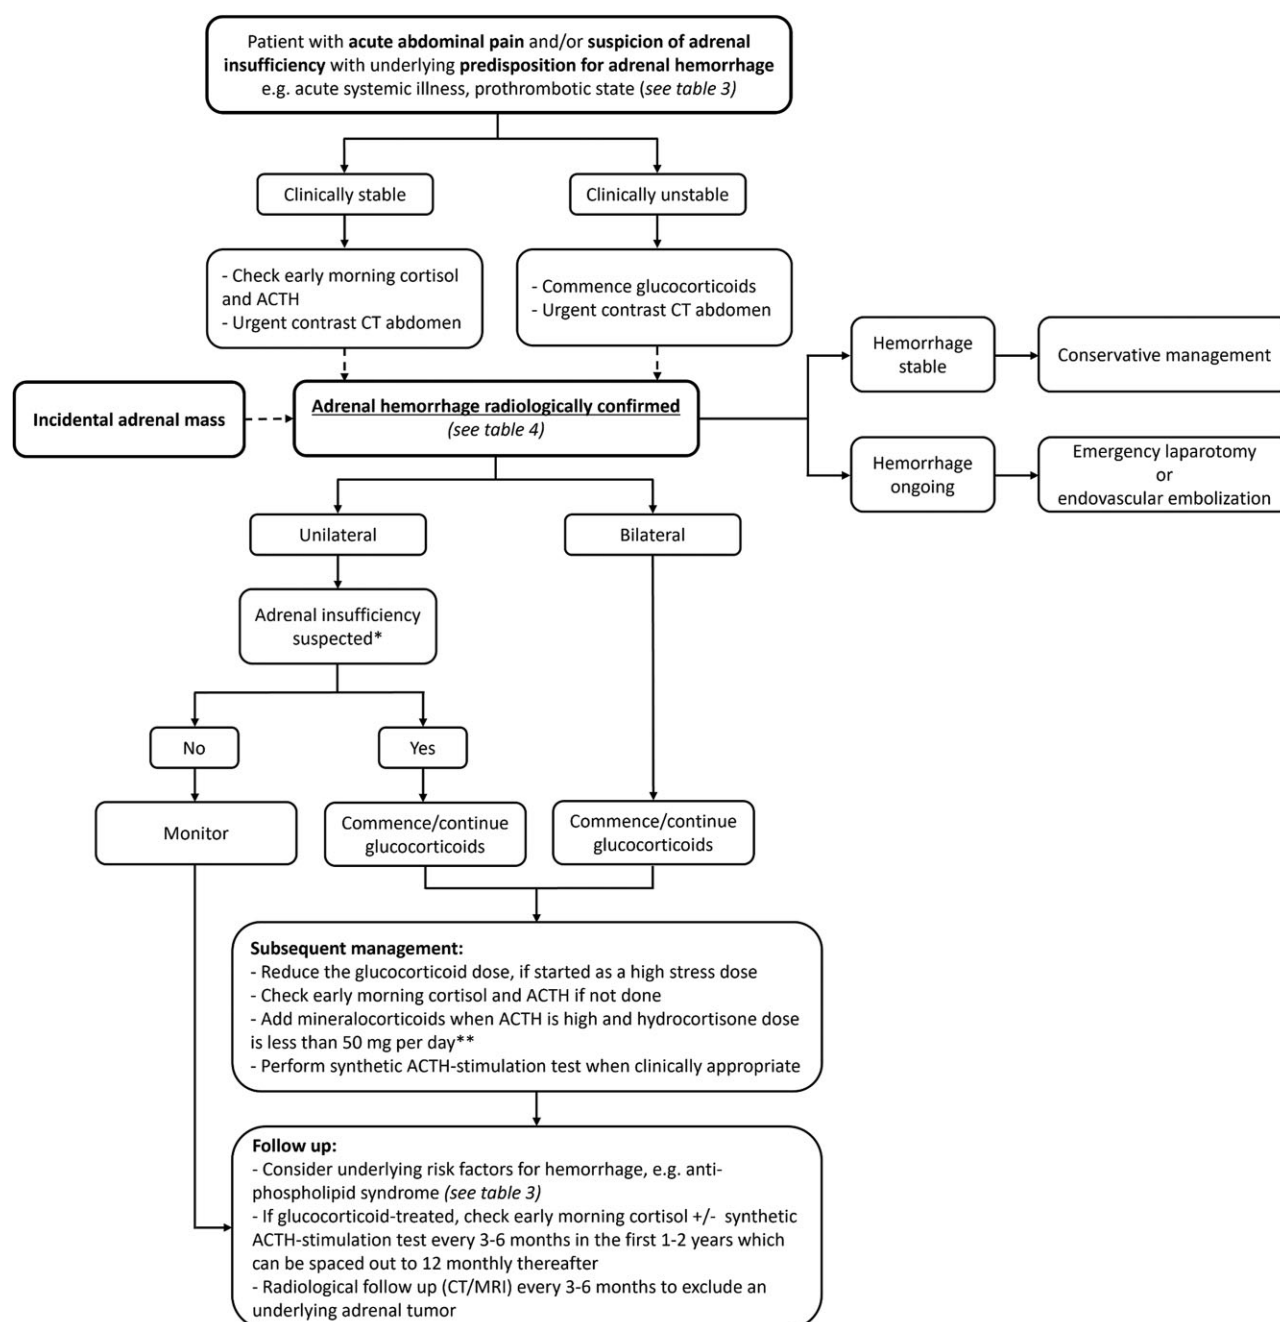 Patient with acute abdominal pain and/or suspicion of adrenal
insufficiency with underlying predisposition for adrenal hemorrhage
e.g. acute systemic illness, prothrombotic state (see table 3)
Clinically stable
Clinically unstable
- Check early morning cortisol
and ACTH
- Urgent contrast CT abdomen
- Commence glucocorticoids
- Urgent contrast CT abdomen
Hemorrhage
stable
Conservative management
Incidental adrenal mass
Adrenal hemorrhage radiologically confirmed
(see table 4)
Hemorrhage
ongoing
Emergency laparotomy
or
endovascular embolization
Unilateral
Bilateral
Adrenal insufficiency
suspected*
No
Yes
Monitor
Commence/continue
glucocorticoids
Commence/continue
glucocorticoids
Subsequent management:
- Reduce the glucocorticoid dose, if started as a high stress dose
- Check early morning cortisol and ACTH if not done
- Add mineralocorticoids when ACTH is high and hydrocortisone dose
is less than 50 mg per day**
- Perform synthetic ACTH-stimulation test when clinically appropriate
Follow up:
- Consider underlying risk factors for hemorrhage, e.g. anti-
phospholipid syndrome (see table 3)
- If glucocorticoid-treated, check early morning cortisol +/- synthetic
ACTH-stimulation test every 3-6 months in the first 1-2 years which
can be spaced out to 12 monthly thereafter
- Radiological follow up (CT/MRI) every 3-6 months to exclude an
underlying adrenal tumor